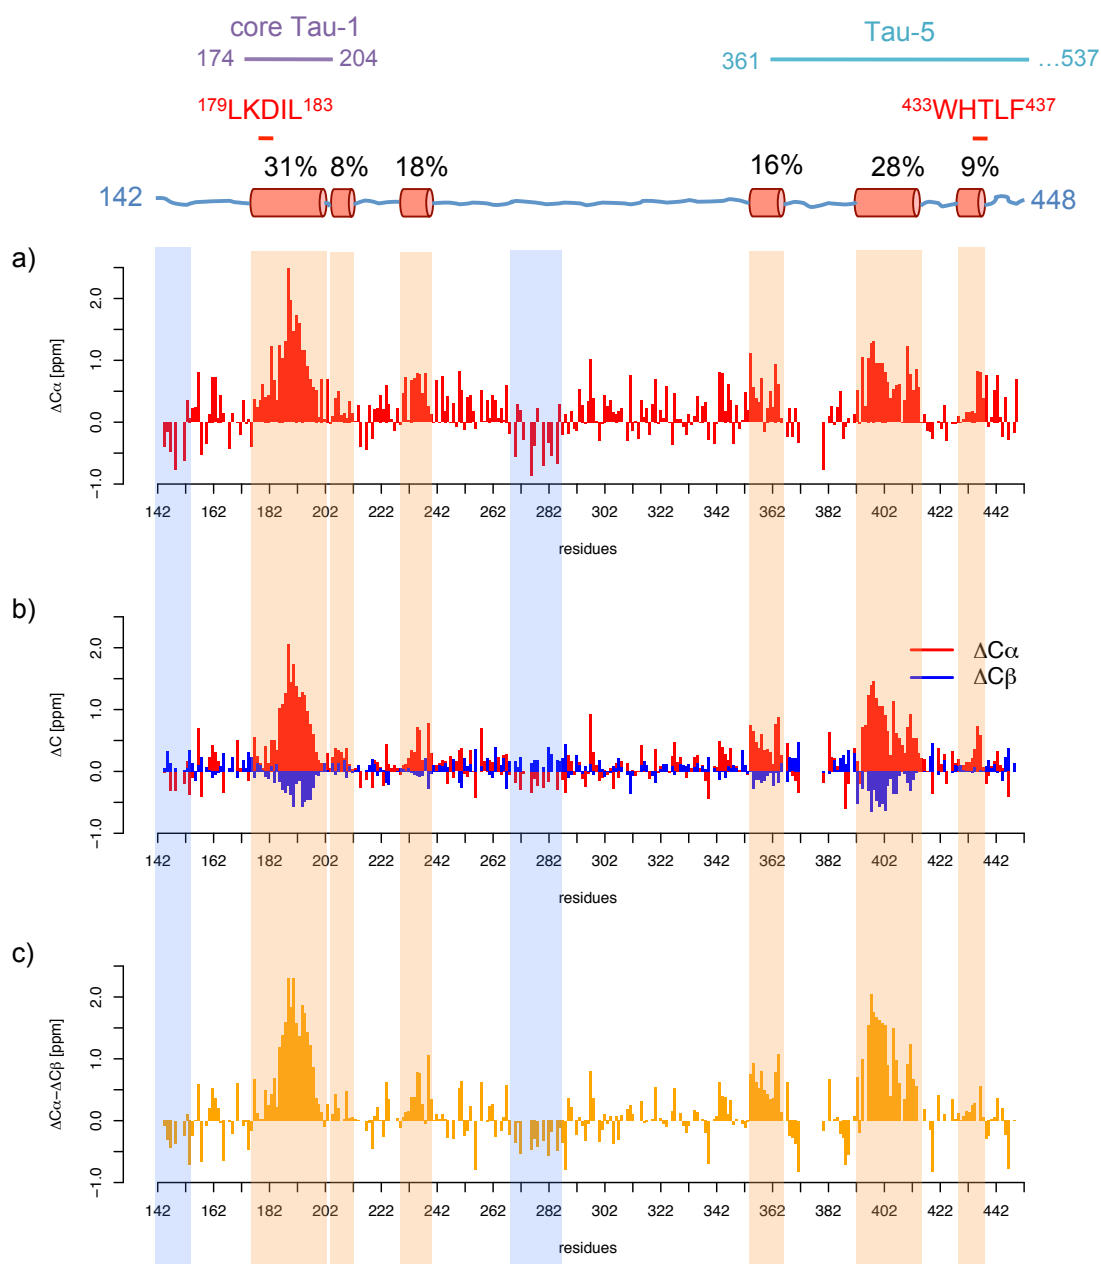 core Tau-1
Tau-5
174 204
361 ...537
179LKDIL183
433WHTLF437
31% 8% 18% 16% 28% 9%
142 448
a)
ΔCα [ppm]
2.0
1.0
0.0
−1.0
142 162 182 202 222 242 262 282 302 322 342 362 382 402 422 442
residues
b)
ΔC [ppm]
2.0
1.0
0.0
−1.0
ΔCα
ΔCβ
142 162 182 202 222 242 262 282 302 322 342 362 382 402 422 442
residues
c)
ΔCα−ΔCβ [ppm]
2.0
1.0
0.0
−1.0
142 162 182 202 222 242 262 282 302 322 342 362 382 402 422 442
residues